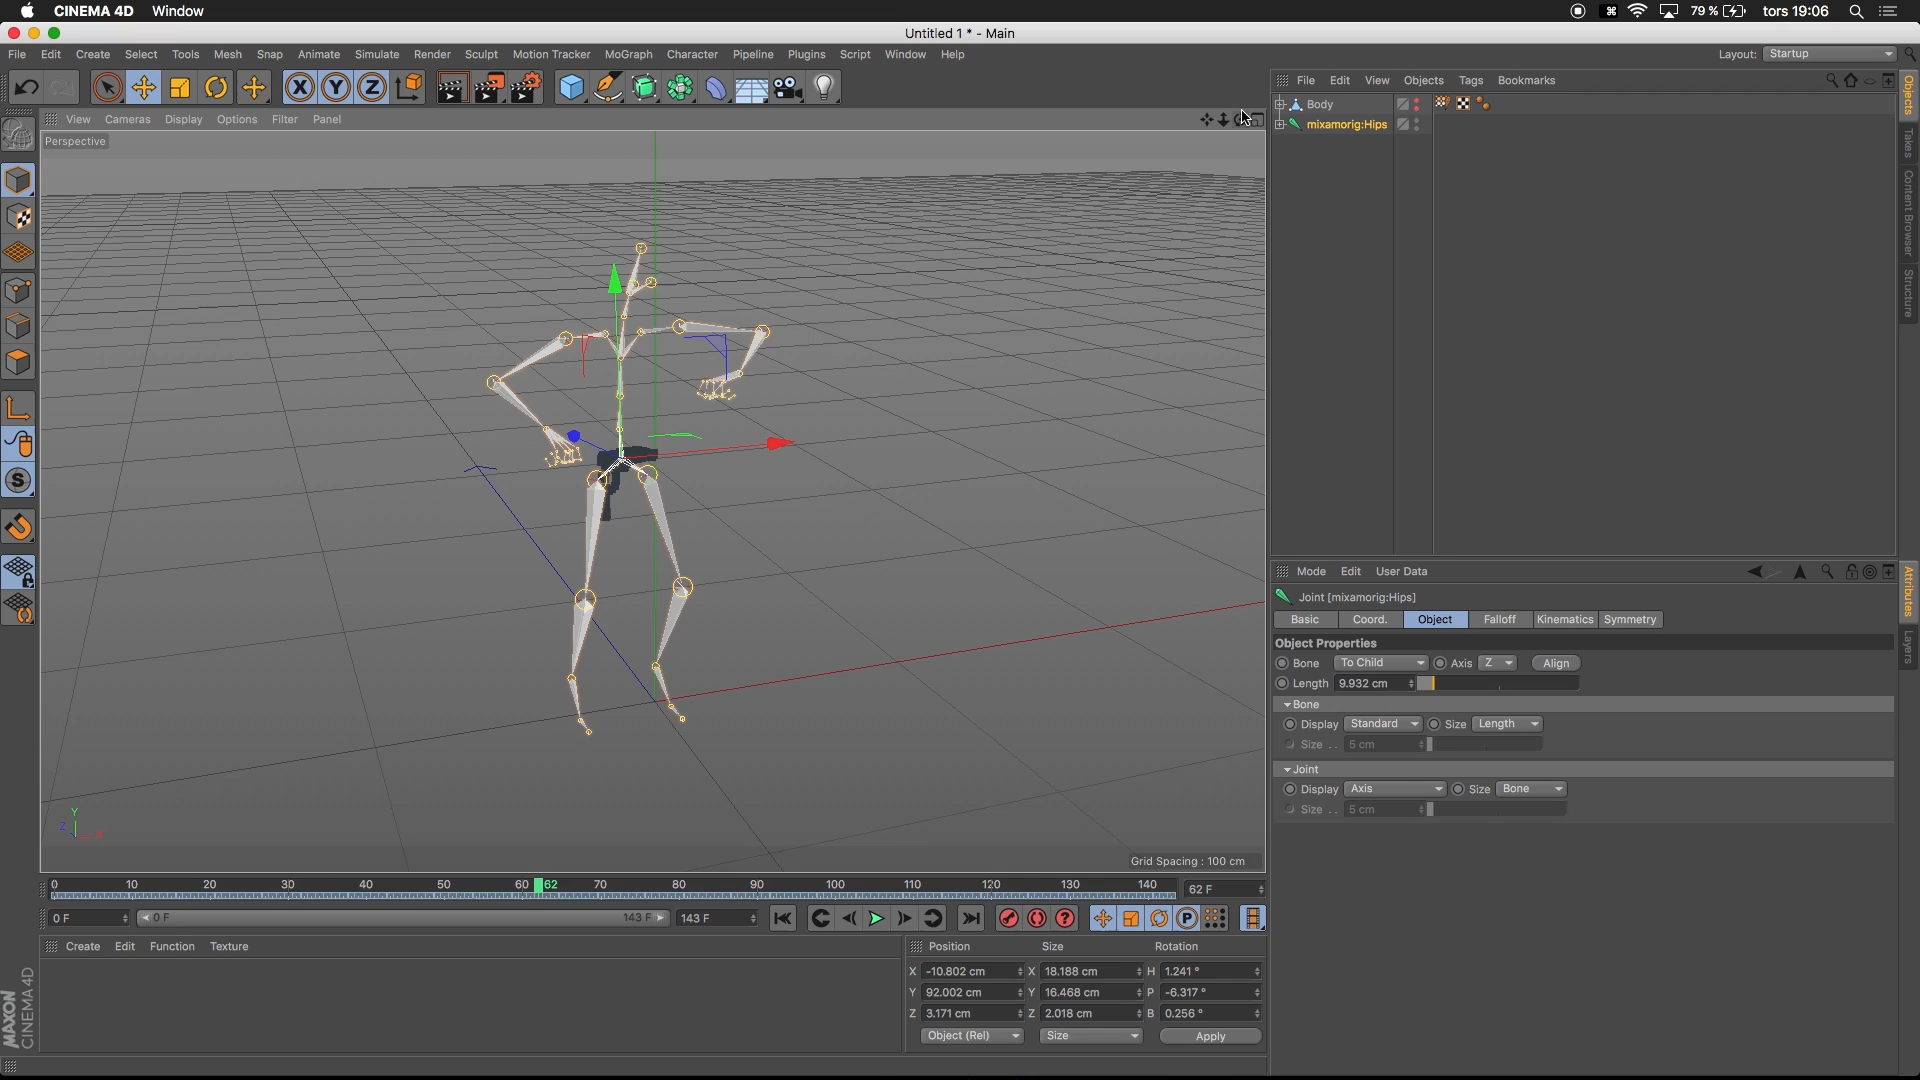 CINEMA 4D Window 79 % tors 19:06
Untitled 1 * - Main
File Edit Create Select Tools Mesh Snap Animate Simulate Render Sculpt Motion Tracker MoGraph Character Pipeline Plugins Script Window Help Layout: Startup
X Y Z
File Edit View Objects Tags Bookmarks
View Cameras Display Options Filter Panel
Perspective
Body
mixamorig:Hips
Objects
Takes
Content Browser
Structure
Mode Edit User Data
Joint [mixamorig:Hips]
Basic Coord. Object Falloff Kinematics Symmetry
Object Properties
Bone To Child Axis Z Align
Length 9.932 cm
Bone
Display Standard Size Length
Size . . 5 cm
Joint
Display Axis Size Bone
Size . . 5 cm
Attributes
Layers
S
Y
Z X
Grid Spacing : 100 cm
0 10 20 30 40 50 60 62 70 80 90 100 110 120 130 140 62 F
0 F 0 F 143 F 143 F P
Create Edit Function Texture
Position Size Rotation
X -10.802 cm X 18.188 cm H 1.241 °
Y 92.002 cm Y 16.468 cm P -6.317 °
Z 3.171 cm Z 2.018 cm B 0.256 °
Object (Rel) Size Apply
MAXON
CINEMA 4D